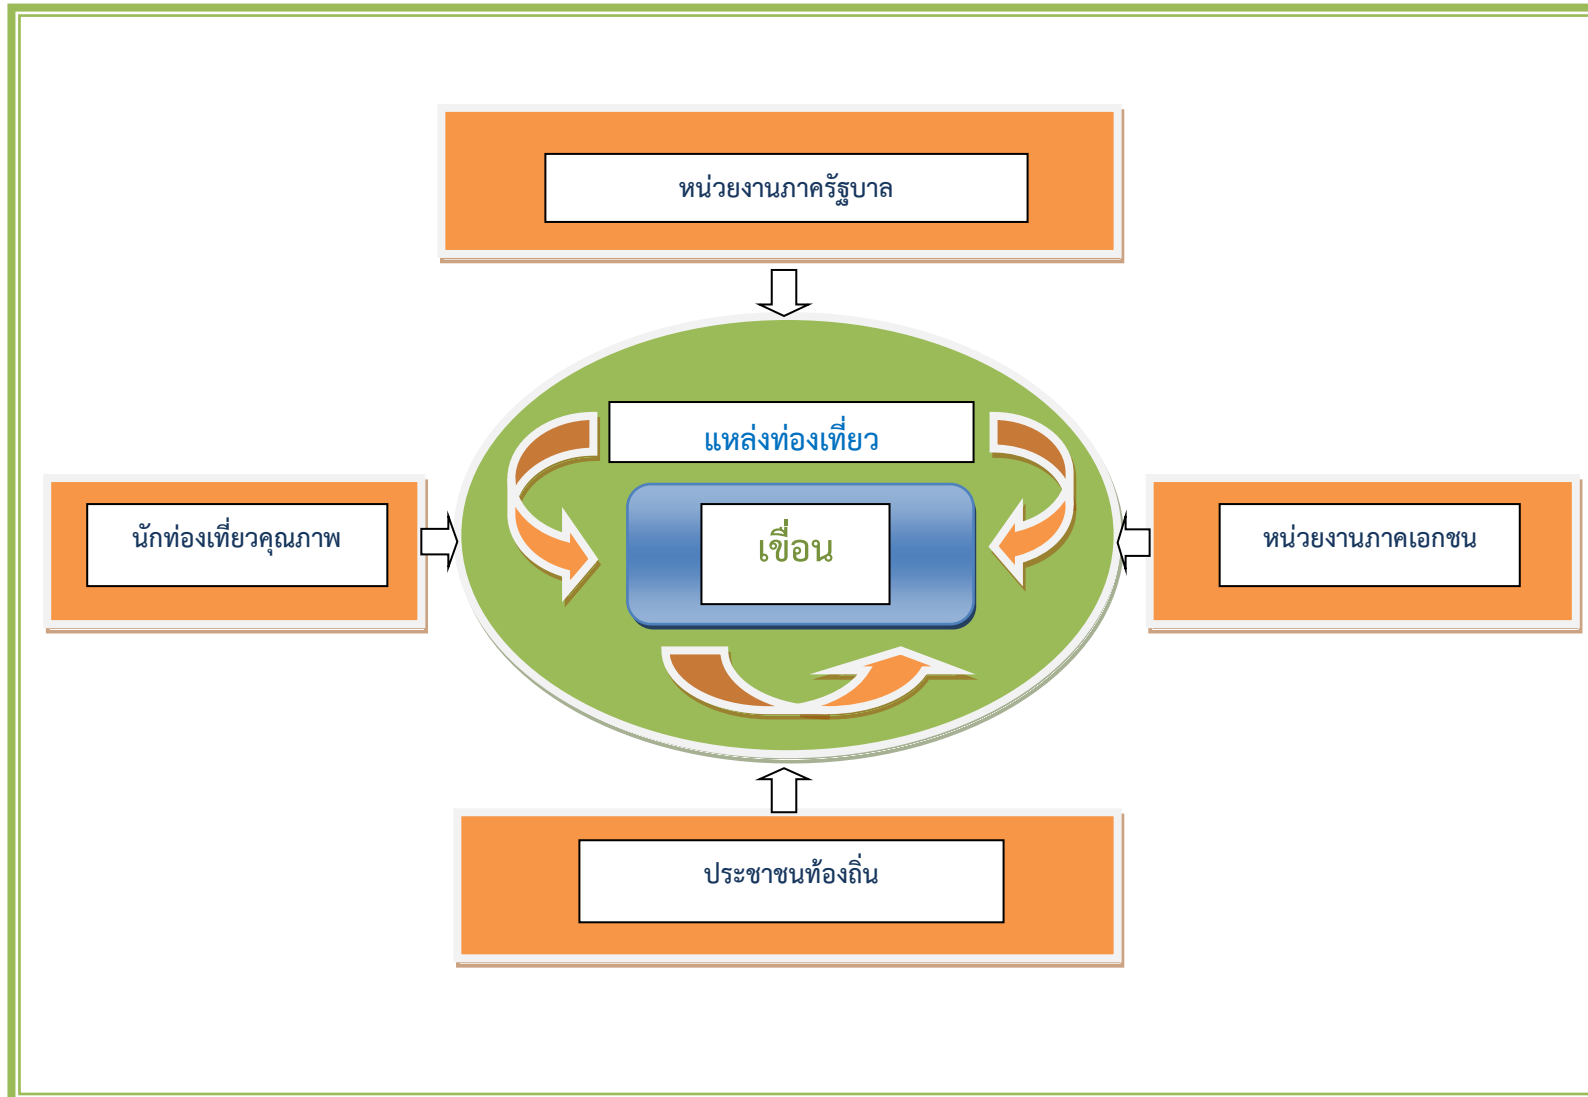 หน่วยงานภาครัฐบาล
แหล่งท่องเที่ยว
นักท่องเที่ยวคุณภาพ
เขื่อน
หน่วยงานภาคเอกชน
ประชาชนท้องถิ่น